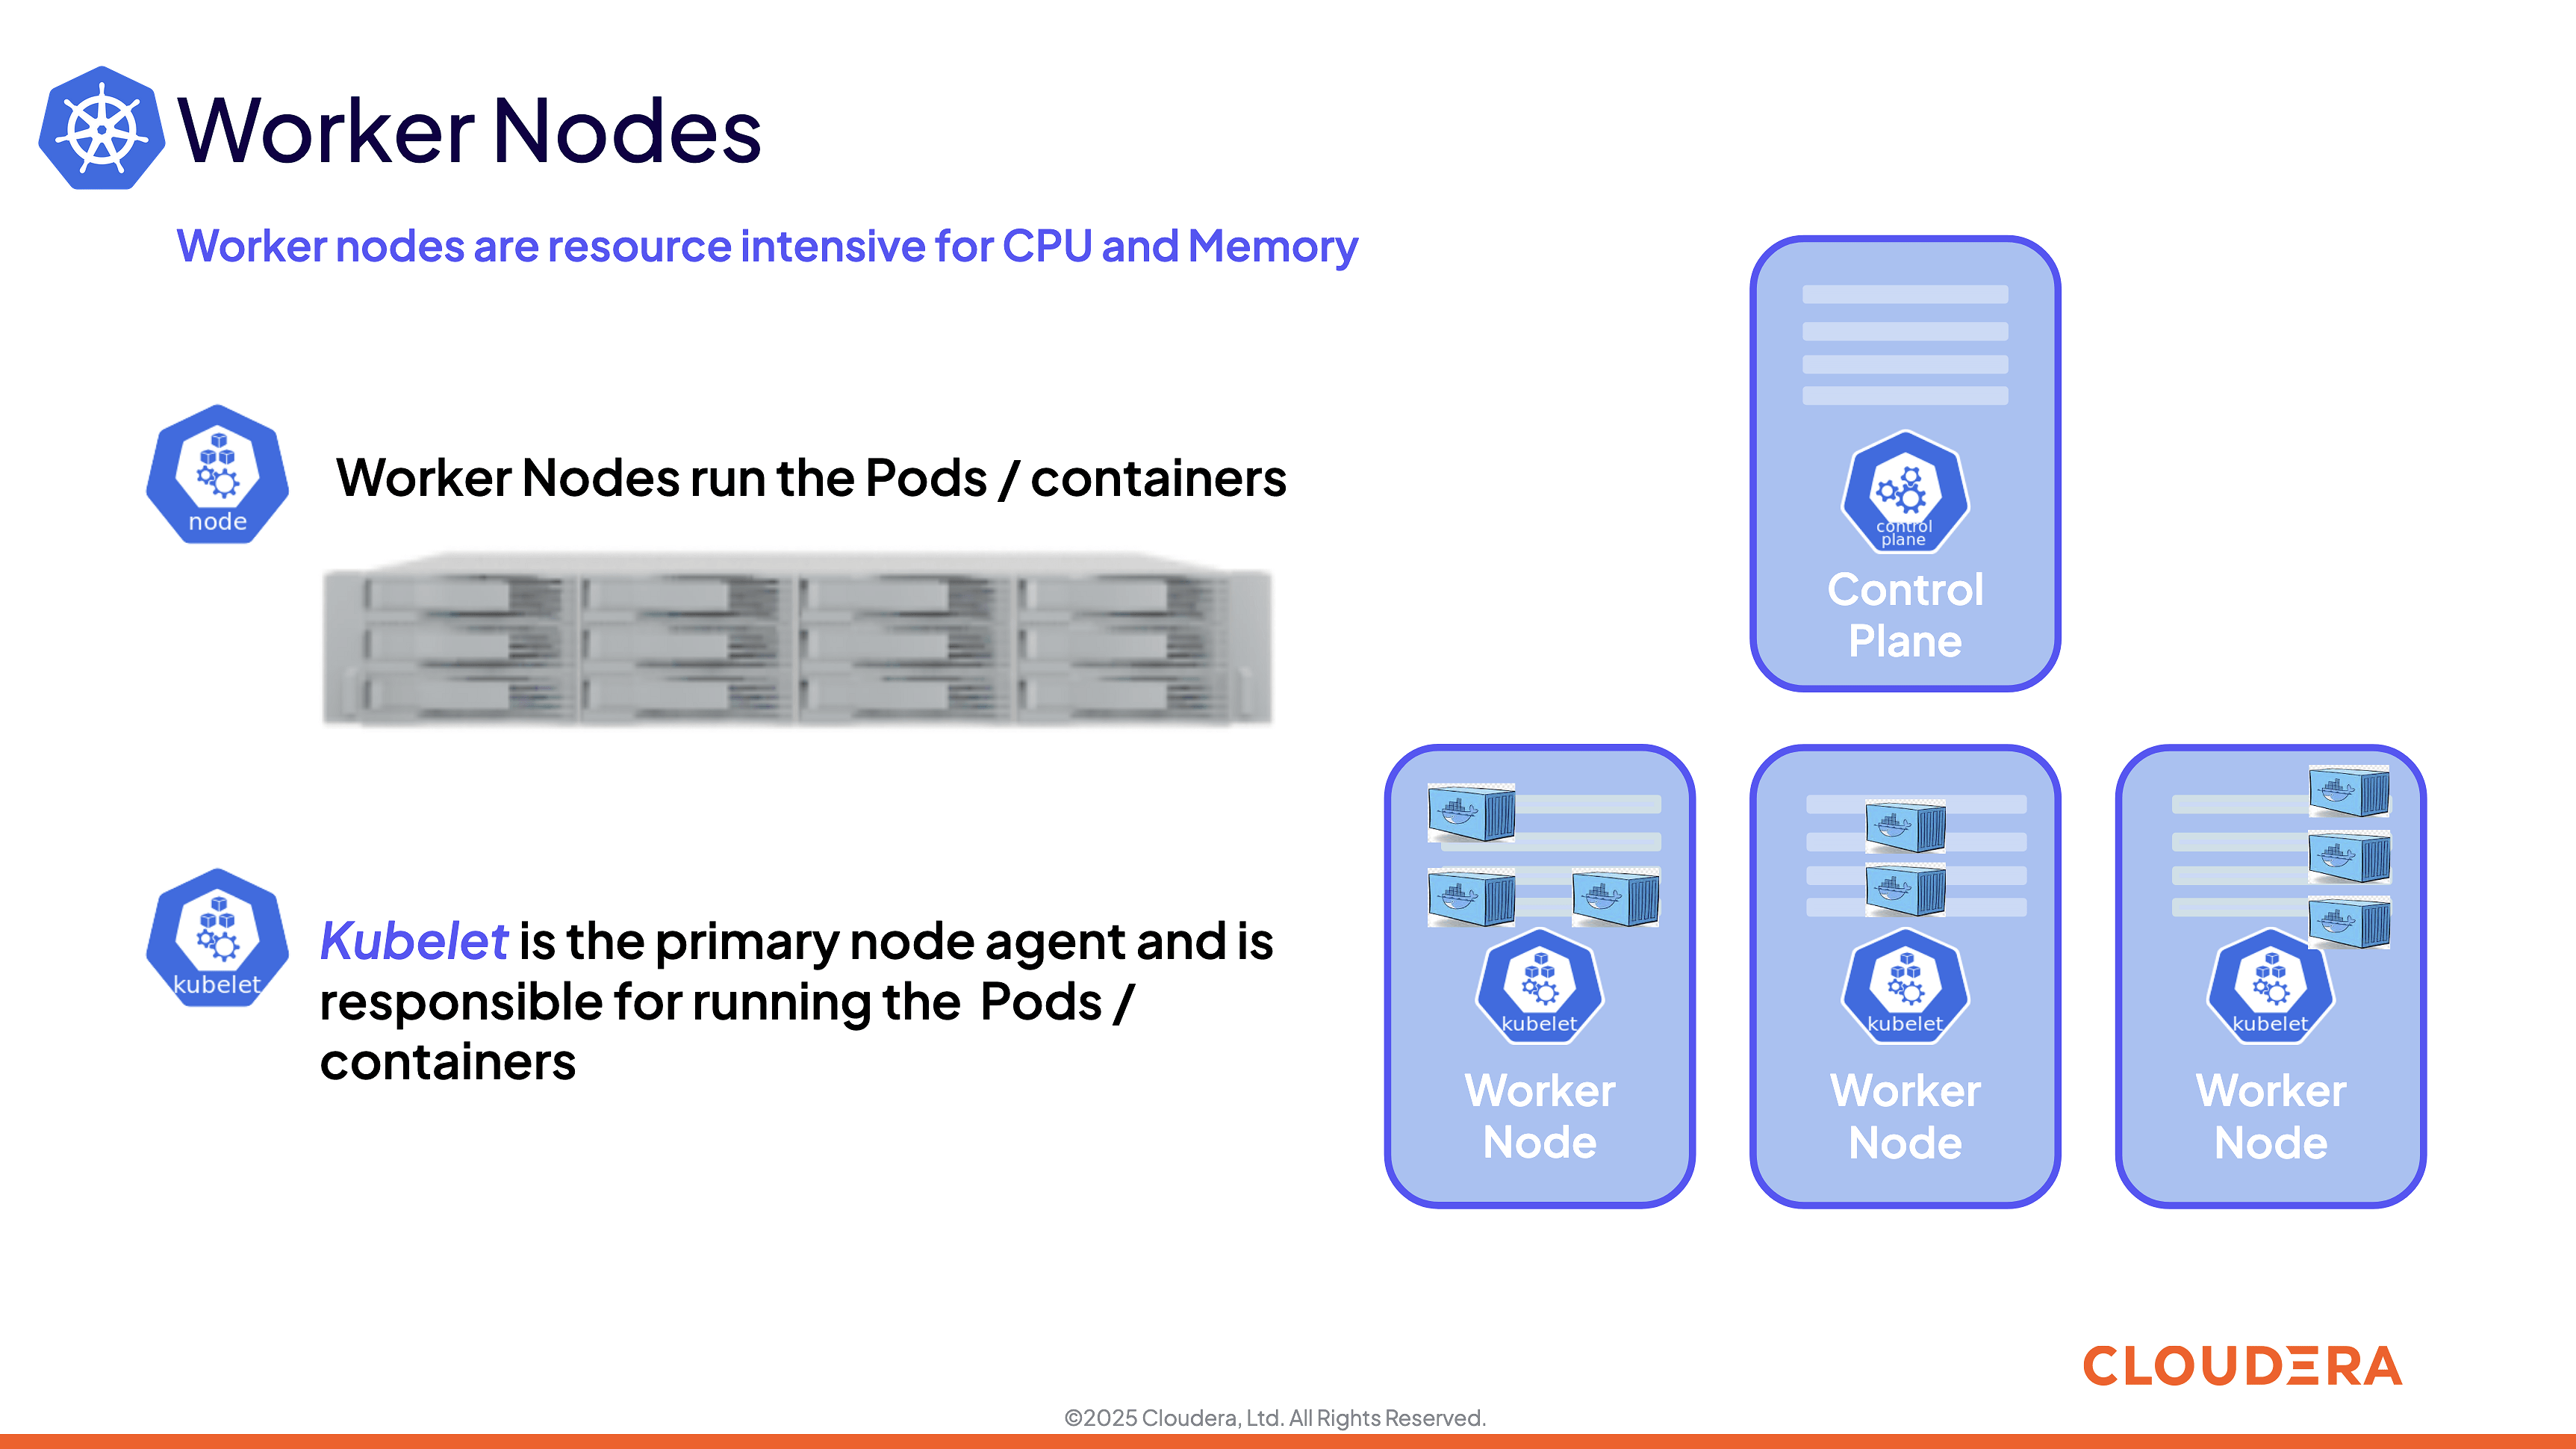 Worker Nodes
Worker nodes are resource intensive for CPU and Memory
node
Worker Nodes run the Pods / containers
kubelet
Kubelet is the primary node agent and is
responsible for running the  Pods /
containers
control
plane
Control
Plane
kubelet
Worker
Node
kubelet
Worker
Node
kubelet
Worker
Node
CLOUDERA
©2025 Cloudera, Ltd. All Rights Reserved.